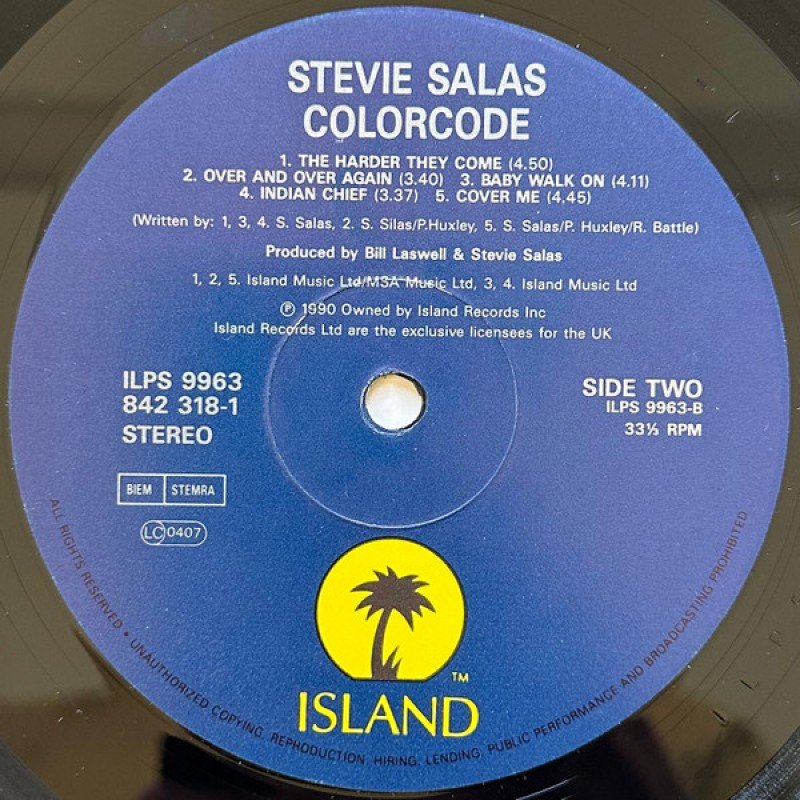 STEVIE SALAS
COLORCODE
1. THE HARDER THEY COME (4.50)
2. OVER AND OVER AGAIN (3.40) 3. BABY WALK ON (4.11)
4. INDIAN CHIEF (3.37) 5. COVER ME (4.45)
(Written by: 1, 3, 4. S. Salas, 2. S. Silas/P.Huxley, 5. S. Salas/P. Huxley/R. Battle)
Produced by Bill Laswell & Stevie Salas
1, 2, 5. Island Music Ltd/MSA Music Ltd, 3, 4. Island Music Ltd
℗ 1990 Owned by Island Records Inc
Island Records Ltd are the exclusive licensees for the UK
ILPS 9963
842 318-1
STEREO
SIDE TWO
ILPS 9963-B
33⅓ RPM
BIEM STEMRA
LC 0407
TM
ISLAND
ALL RIGHTS RESERVED • UNAUTHORIZED COPYING, REPRODUCTION, HIRING, LENDING, PUBLIC PERFORMANCE AND BROADCASTING PROHIBITED